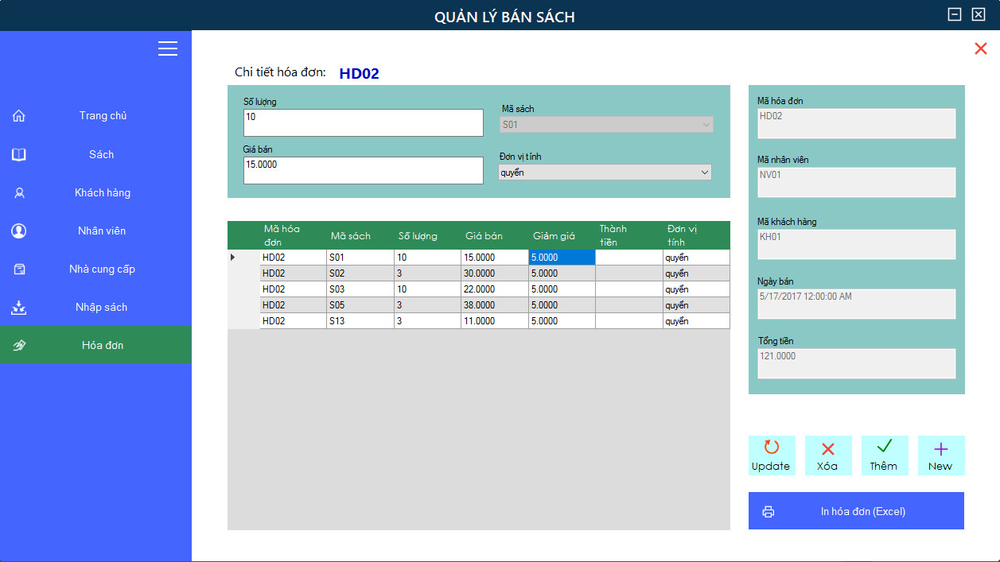 QUẢN LÝ BÁN SÁCH
Trang chủ
Sách
Khách hàng
Nhân viên
Nhà cung cấp
Nhập sách
Hóa đơn
Chi tiết hóa đơn: HD02
Số lượng
10
Mã sách
S01
Giá bán
15.0000
Đơn vị tính
quyển
Mã hóa đơn Mã sách Số lượng Giá bán Giảm giá Thành tiền Đơn vị tính
HD02 S01 10 15.0000 5.0000 quyển
HD02 S02 3 30.0000 5.0000 quyển
HD02 S03 10 22.0000 5.0000 quyển
HD02 S05 3 38.0000 5.0000 quyển
HD02 S13 3 11.0000 5.0000 quyển
Mã hóa đơn
HD02
Mã nhân viên
NV01
Mã khách hàng
KH01
Ngày bán
5/17/2017 12:00:00 AM
Tổng tiền
121.0000
Update Xóa Thêm New
In hóa đơn (Excel)